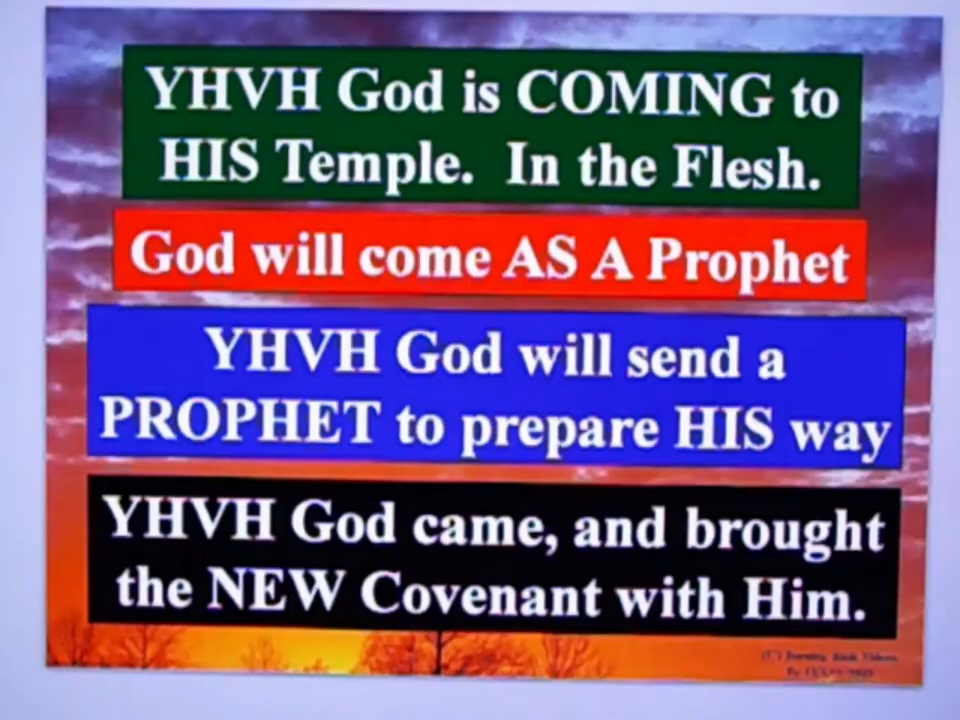 YHVH God is COMING to
HIS Temple.  In the Flesh.
God will come AS A Prophet
YHVH God will send a
PROPHET to prepare HIS way
YHVH God came, and brought
the NEW Covenant with Him.